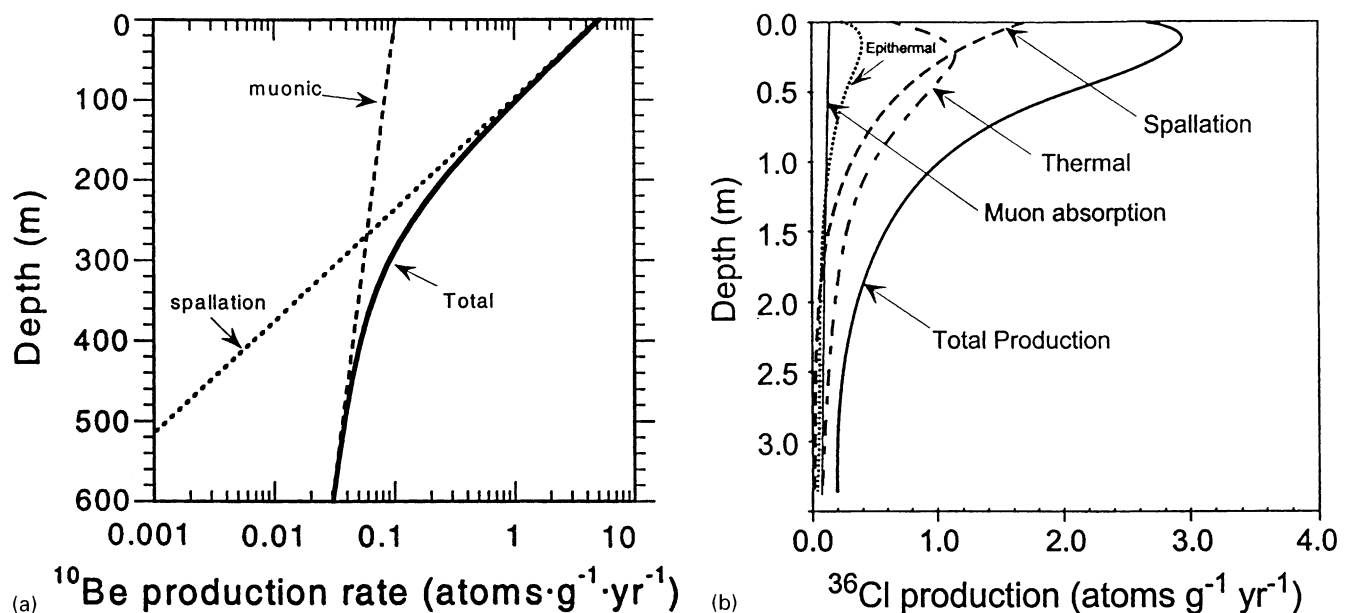 0
100
200
300
400
500
600
Depth (m)
muonic
spallation
Total
0.001 0.01 0.1 1 10
(a) ¹⁰Be production rate (atoms·g⁻¹·yr⁻¹)
0.0
0.5
1.0
1.5
2.0
2.5
3.0
Depth (m)
Epithermal
Spallation
Thermal
Muon absorption
Total Production
0.0 1.0 2.0 3.0 4.0
(b) ³⁶Cl production (atoms g⁻¹ yr⁻¹)